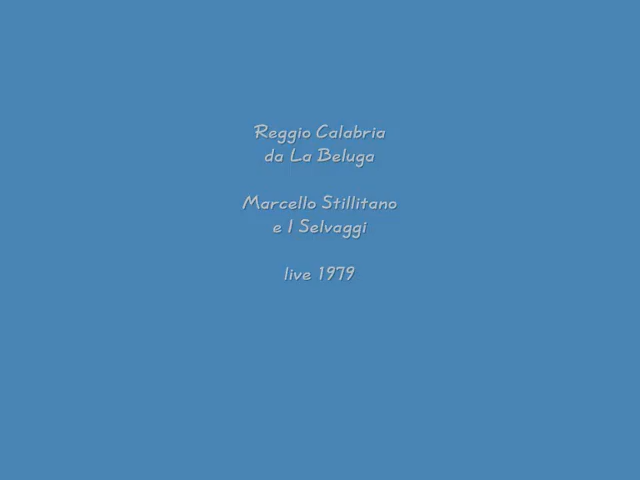 Reggio Calabria
da La Beluga
Marcello Stillitano
e I Selvaggi
live 1979